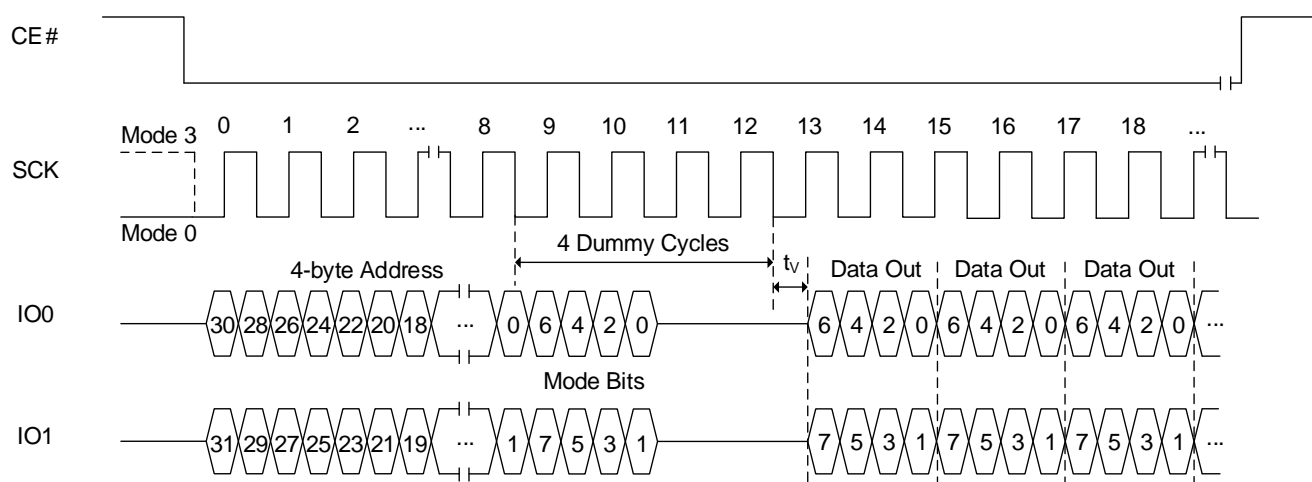 CE#
0 1 2 ... 8 9 10 11 12 13 14 15 16 17 18 ...
Mode 3
SCK
Mode 0
4 Dummy Cycles
4-byte Address tV Data Out Data Out Data Out
IO0 30 28 26 24 22 20 18 ... 0 6 4 2 0 6 4 2 0 6 4 2 0 6 4 2 0 ...
Mode Bits
IO1 31 29 27 25 23 21 19 ... 1 7 5 3 1 7 5 3 1 7 5 3 1 7 5 3 1 ...